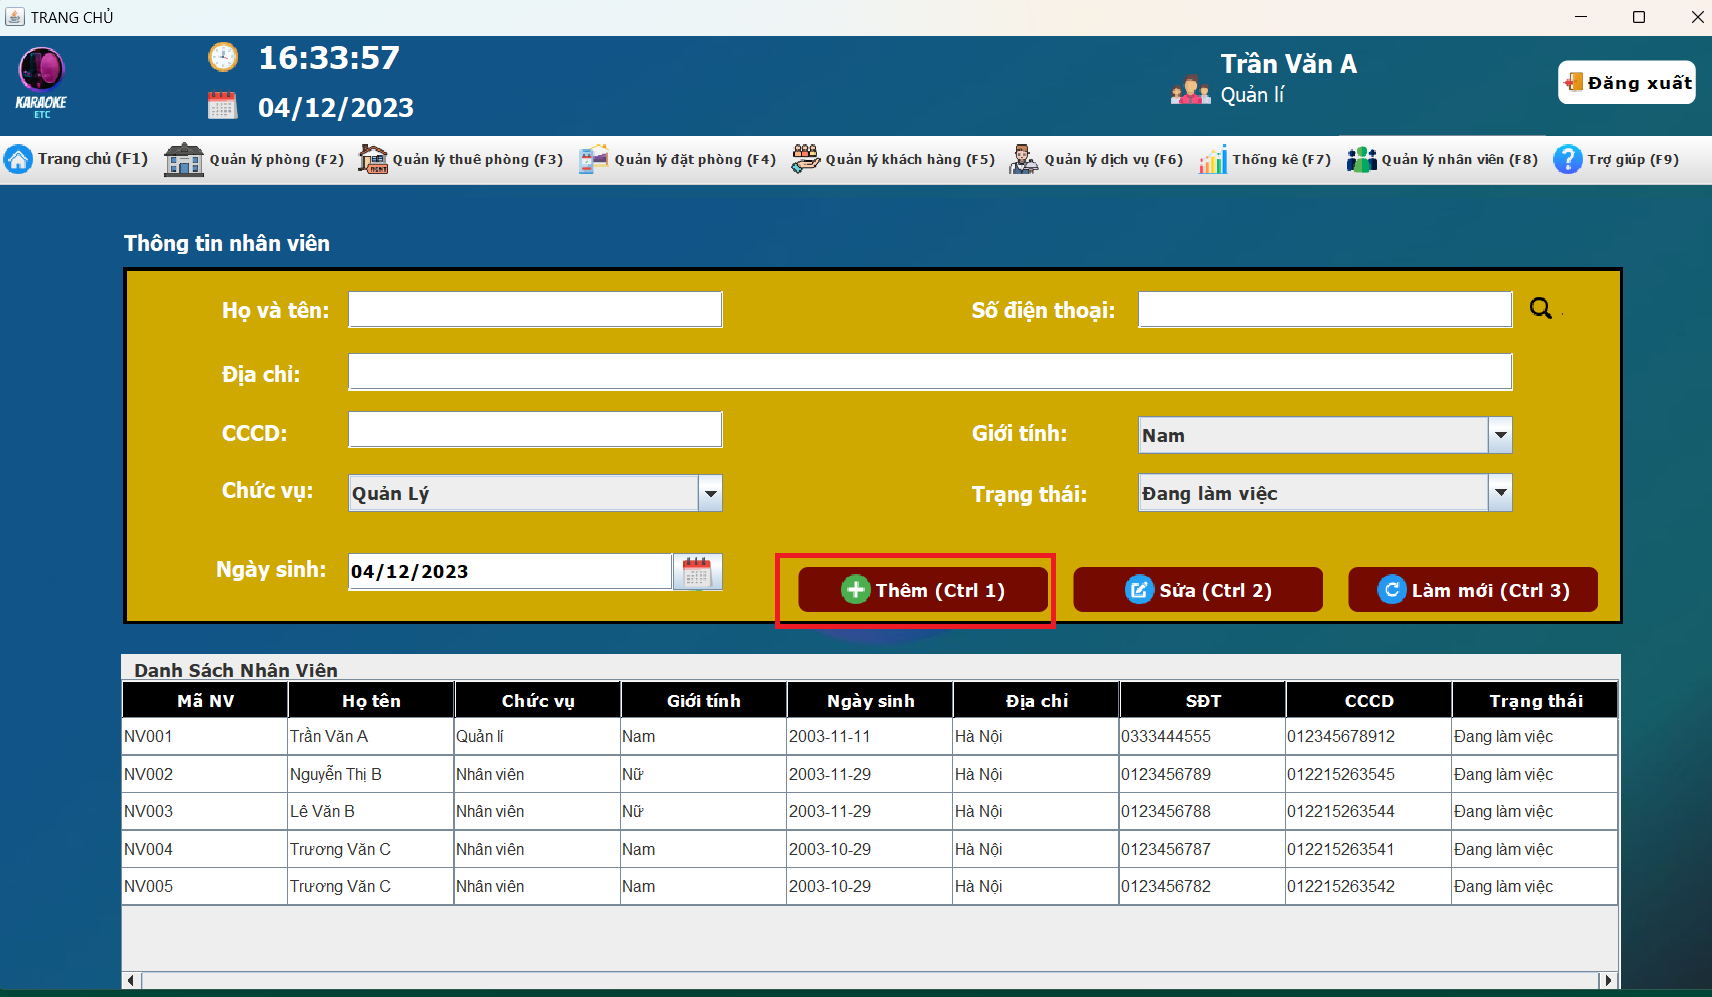 TRANG CHỦ
KARAOKE
ETC
16:33:57
04/12/2023
Trần Văn A
Quản lí
Đăng xuất
Trang chủ (F1) Quản lý phòng (F2) Quản lý thuê phòng (F3) Quản lý đặt phòng (F4) Quản lý khách hàng (F5) Quản lý dịch vụ (F6) Thống kê (F7) Quản lý nhân viên (F8) Trợ giúp (F9)
Thông tin nhân viên
Họ và tên: Số điện thoại:
Địa chỉ:
CCCD: Giới tính: Nam
Chức vụ: Quản Lý Trạng thái: Đang làm việc
Ngày sinh: 04/12/2023 Thêm (Ctrl 1) Sửa (Ctrl 2) Làm mới (Ctrl 3)
Danh Sách Nhân Viên
Mã NV Họ tên Chức vụ Giới tính Ngày sinh Địa chỉ SĐT CCCD Trạng thái
NV001 Trần Văn A Quản lí Nam 2003-11-11 Hà Nội 0333444555 012345678912 Đang làm việc
NV002 Nguyễn Thị B Nhân viên Nữ 2003-11-29 Hà Nội 0123456789 012215263545 Đang làm việc
NV003 Lê Văn B Nhân viên Nữ 2003-11-29 Hà Nội 0123456788 012215263544 Đang làm việc
NV004 Trương Văn C Nhân viên Nam 2003-10-29 Hà Nội 0123456787 012215263541 Đang làm việc
NV005 Trương Văn C Nhân viên Nam 2003-10-29 Hà Nội 0123456782 012215263542 Đang làm việc